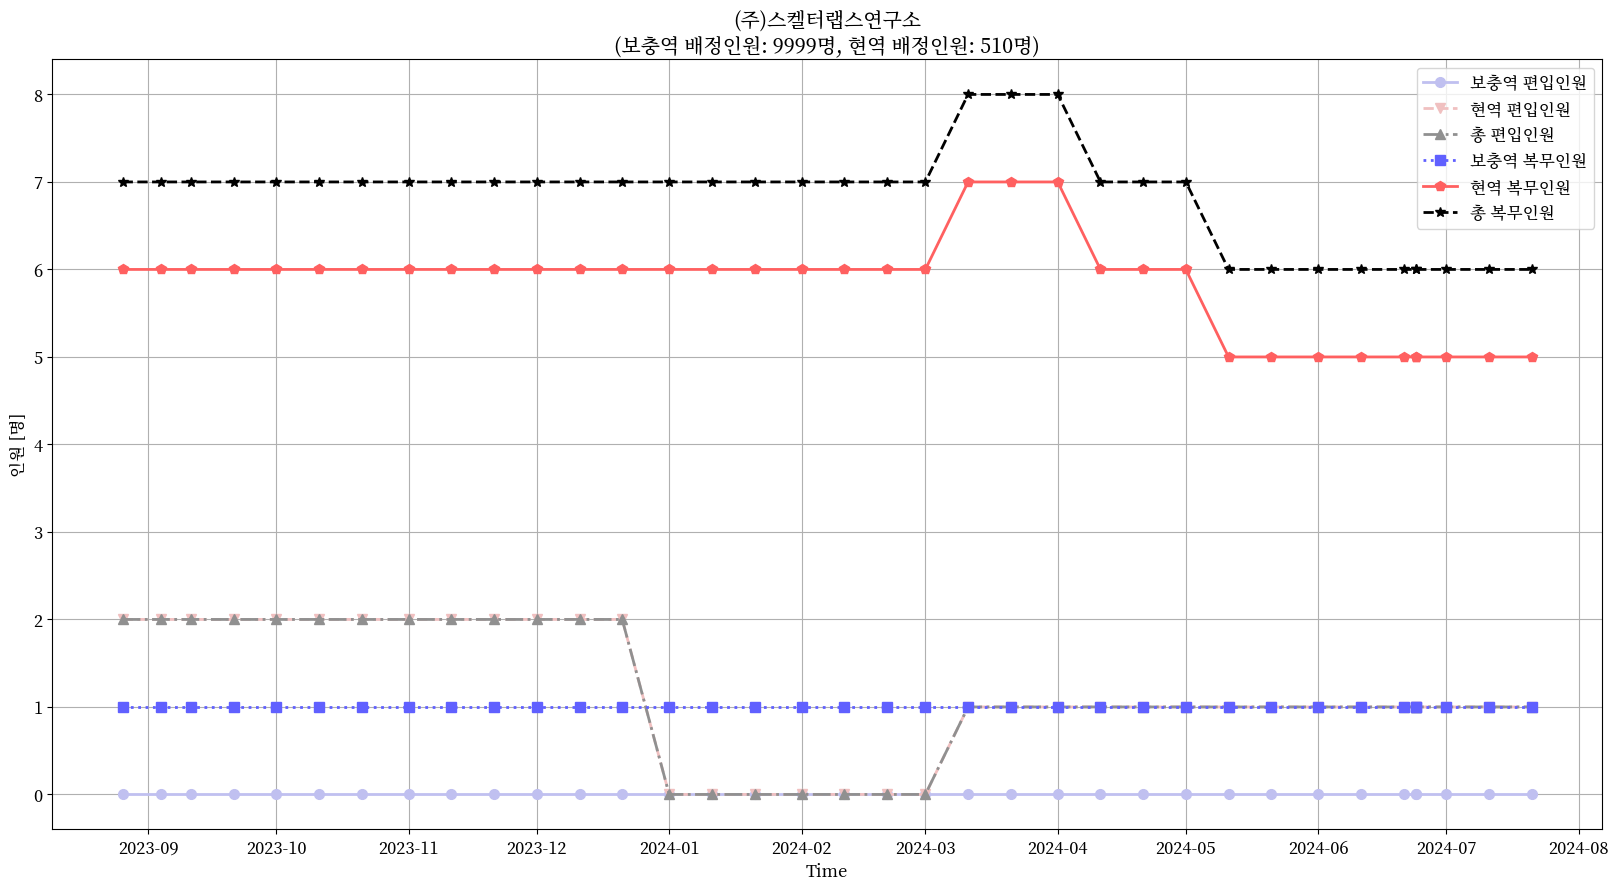 (주)스켈터랩스연구소
(보충역 배정인원: 9999명, 현역 배정인원: 510명)
보충역 편입인원
현역 편입인원
총 편입인원
보충역 복무인원
현역 복무인원
총 복무인원
8
7
6
5
4
3
2
1
0
인원 [명]
2023-09 2023-10 2023-11 2023-12 2024-01 2024-02 2024-03 2024-04 2024-05 2024-06 2024-07 2024-08
Time